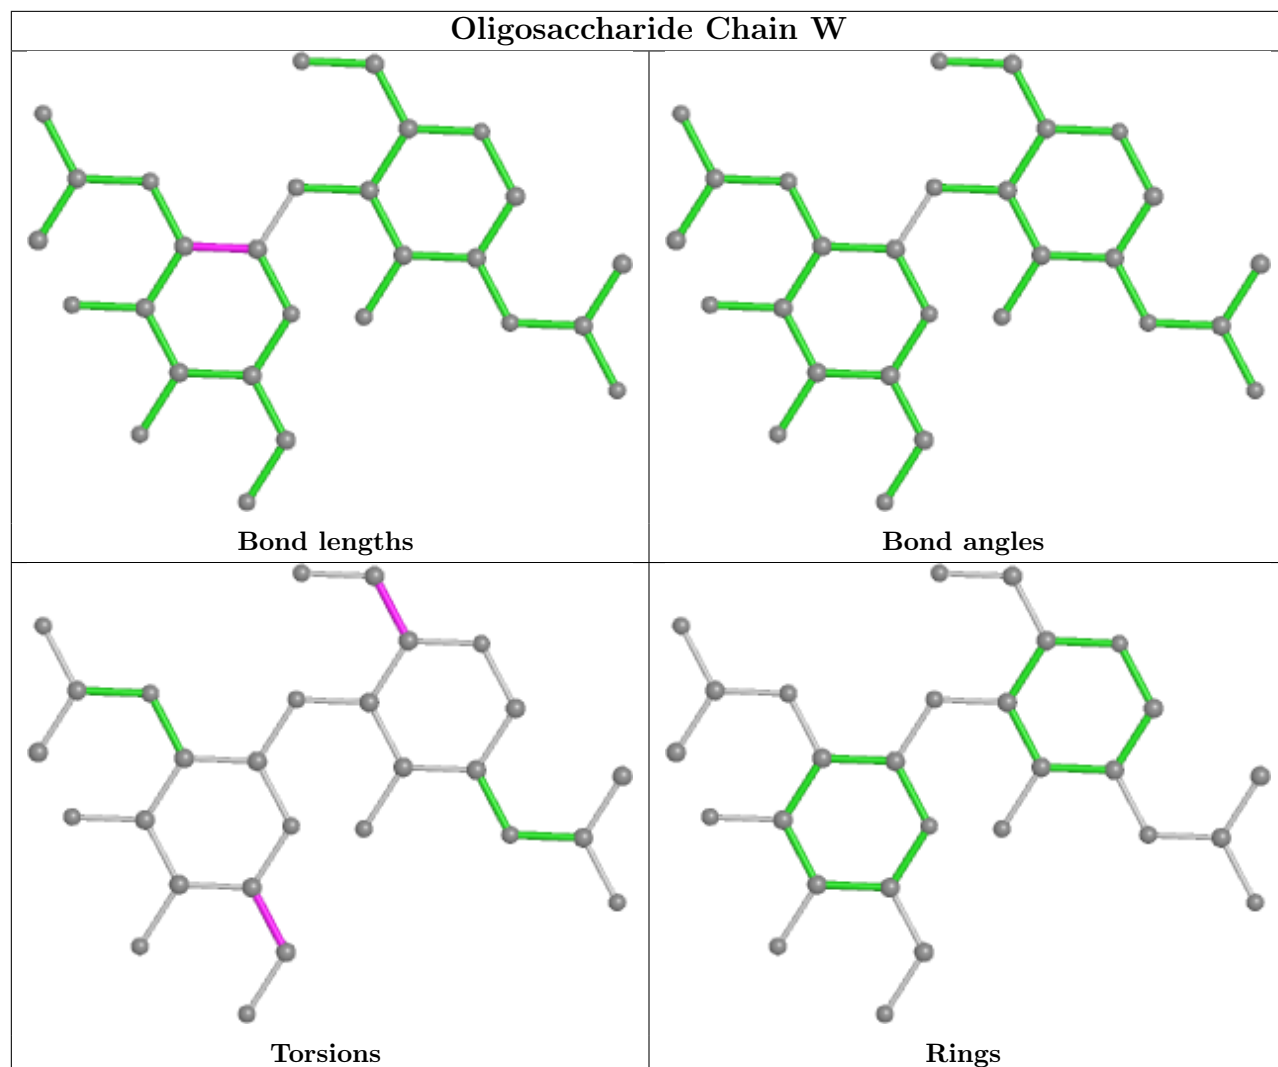 Oligosaccharide Chain W
Bond lengths
Bond angles
Torsions
Rings